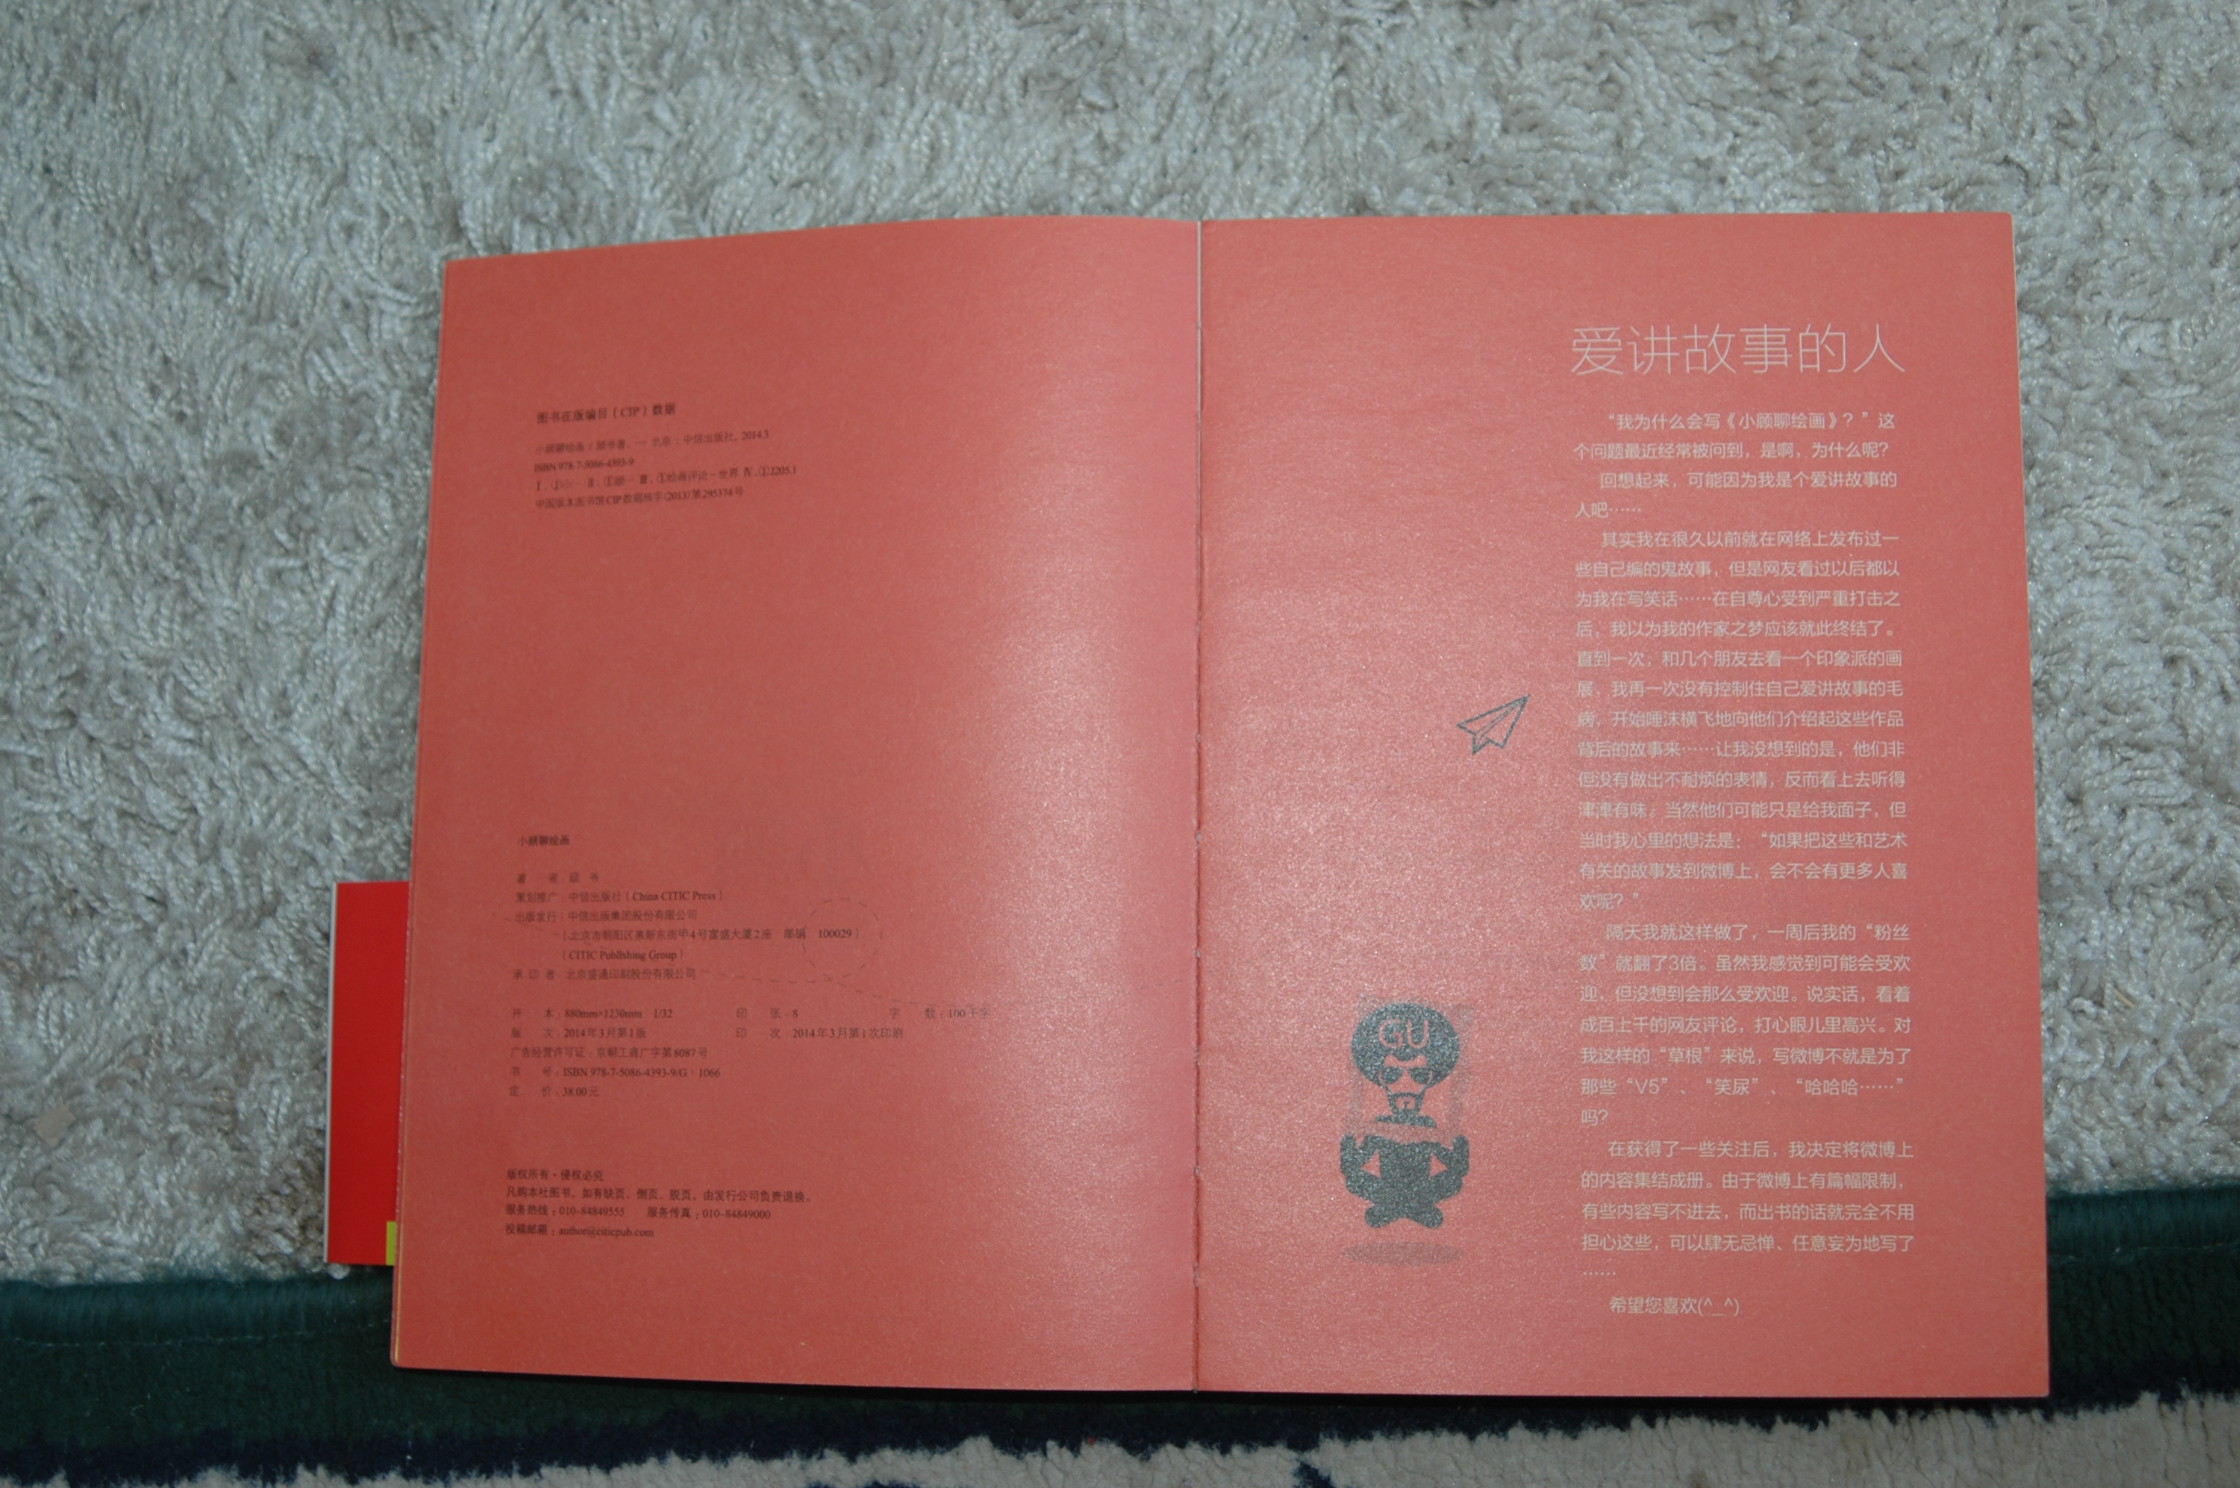 图书在版编目（CIP）数据
小顾聊绘画 / 顾书著. — 北京：中信出版社，2014.3
ISBN 978-7-5086-4393-9
Ⅰ.①小… Ⅱ.①顾… Ⅲ.①绘画评论－世界 Ⅳ.①J205.1
中国版本图书馆CIP数据核字(2013)第295374号
小顾聊绘画
著 者：顾 书
策划推广：中信出版社（China CITIC Press）
出版发行：中信出版集团股份有限公司
（北京市朝阳区惠新东街甲4号富盛大厦2座 邮编 100029）
（CITIC Publishing Group）
承 印 者：北京盛通印刷股份有限公司
开 本：880mm×1230mm 1/32 印 张：8 字 数：100千字
版 次：2014年3月第1版 印 次：2014年3月第1次印刷
广告经营许可证：京朝工商广字第8087号
书 号：ISBN 978-7-5086-4393-9/G·1066
定 价：38.00元
版权所有·侵权必究
凡购本社图书，如有缺页、倒页、脱页，由发行公司负责退换。
服务热线：010-84849555 服务传真：010-84849000
投稿邮箱：author@citicpub.com
爱讲故事的人
“我为什么会写《小顾聊绘画》？”这
个问题最近经常被问到，是啊，为什么呢？
回想起来，可能因为我是个爱讲故事的
人吧……
其实我在很久以前就在网络上发布过一
些自己编的鬼故事，但是网友看过以后都以
为我在写笑话……在自尊心受到严重打击之
后，我以为我的作家之梦应该就此终结了。
直到一次，和几个朋友去看一个印象派的画
展，我再一次没有控制住自己爱讲故事的毛
病，开始唾沫横飞地向他们介绍起这些作品
背后的故事来……让我没想到的是，他们非
但没有做出不耐烦的表情，反而看上去听得
津津有味。当然他们可能只是给我面子，但
当时我心里的想法是：“如果把这些和艺术
有关的故事发到微博上，会不会有更多人喜
欢呢？”
隔天我就这样做了，一周后我的“粉丝
数”就翻了3倍。虽然我感觉到可能会受欢
迎，但没想到会那么受欢迎。说实话，看着
成百上千的网友评论，打心眼儿里高兴。对
我这样的“草根”来说，写微博不就是为了
那些“V5”、“笑尿”、“哈哈哈……”
吗？
在获得了一些关注后，我决定将微博上
的内容集结成册。由于微博上有篇幅限制，
有些内容写不进去，而出书的话就完全不用
担心这些，可以肆无忌惮、任意妄为地写了
……
希望您喜欢(^_^)
GU